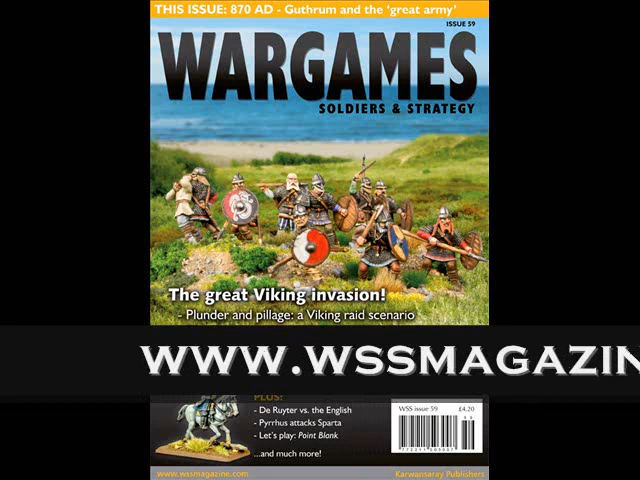 THIS ISSUE: 870 AD - Guthrum and the 'great army'
ISSUE 59
WARGAMES
SOLDIERS & STRATEGY
The great Viking invasion!
- Plunder and pillage: a Viking raid scenario
WWW.WSSMAGAZIN
PLUS:
- De Ruyter vs. the English
- Pyrrhus attacks Sparta
- Let's play: Point Blank
...and much more!
WSS issue 59 £4.20
www.wssmagazine.com
Karwansaray Publishers